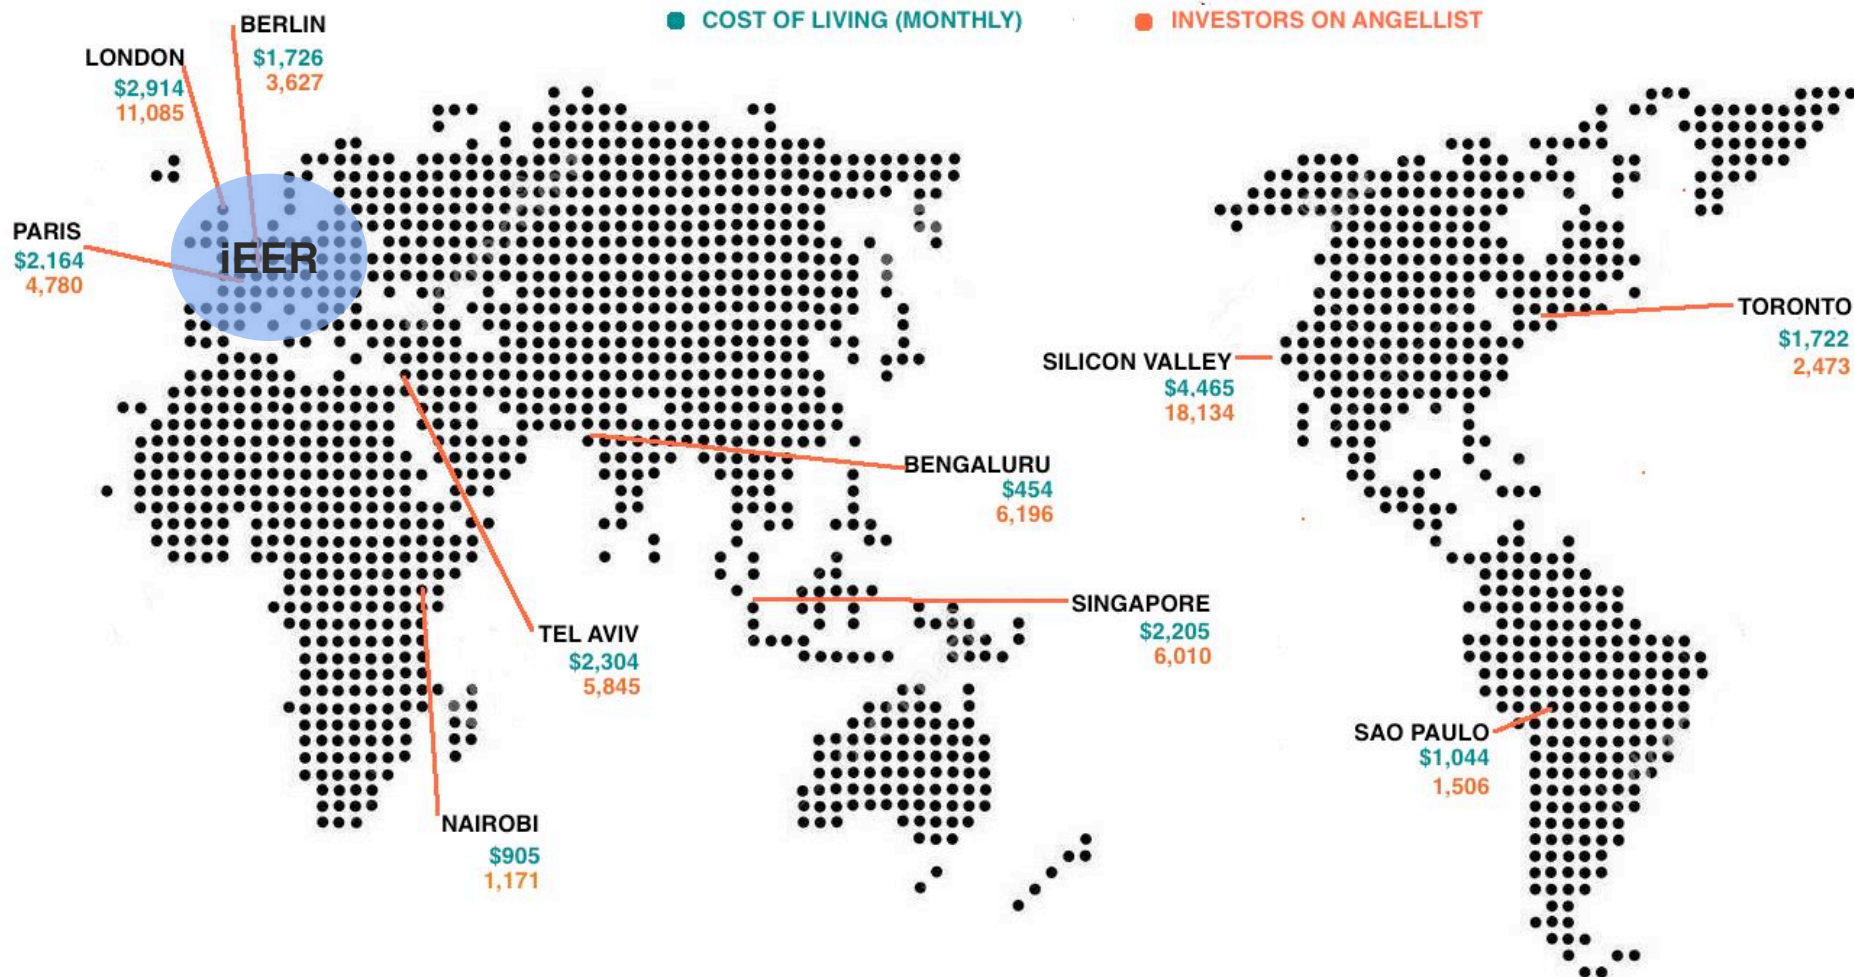 COST OF LIVING (MONTHLY)
INVESTORS ON ANGELLIST
BERLIN
$1,726
3,627
LONDON
$2,914
11,085
PARIS
$2,164
4,780
iEER
TORONTO
$1,722
2,473
SILICON VALLEY
$4,465
18,134
BENGALURU
$454
6,196
SINGAPORE
$2,205
6,010
TEL AVIV
$2,304
5,845
SAO PAULO
$1,044
1,506
NAIROBI
$905
1,171